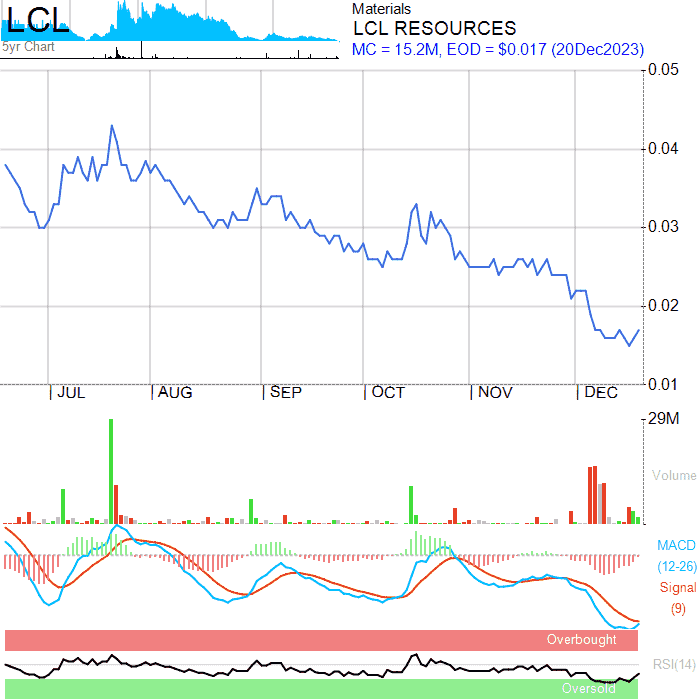 LCL
5yr Chart
Materials
LCL RESOURCES
MC = 15.2M, EOD = $0.017 (20Dec2023)
0.05
0.04
0.03
0.02
0.01
JUL AUG SEP OCT NOV DEC
29M
Volume
MACD
(12-26)
Signal
(9)
Overbought
RSI(14)
Oversold